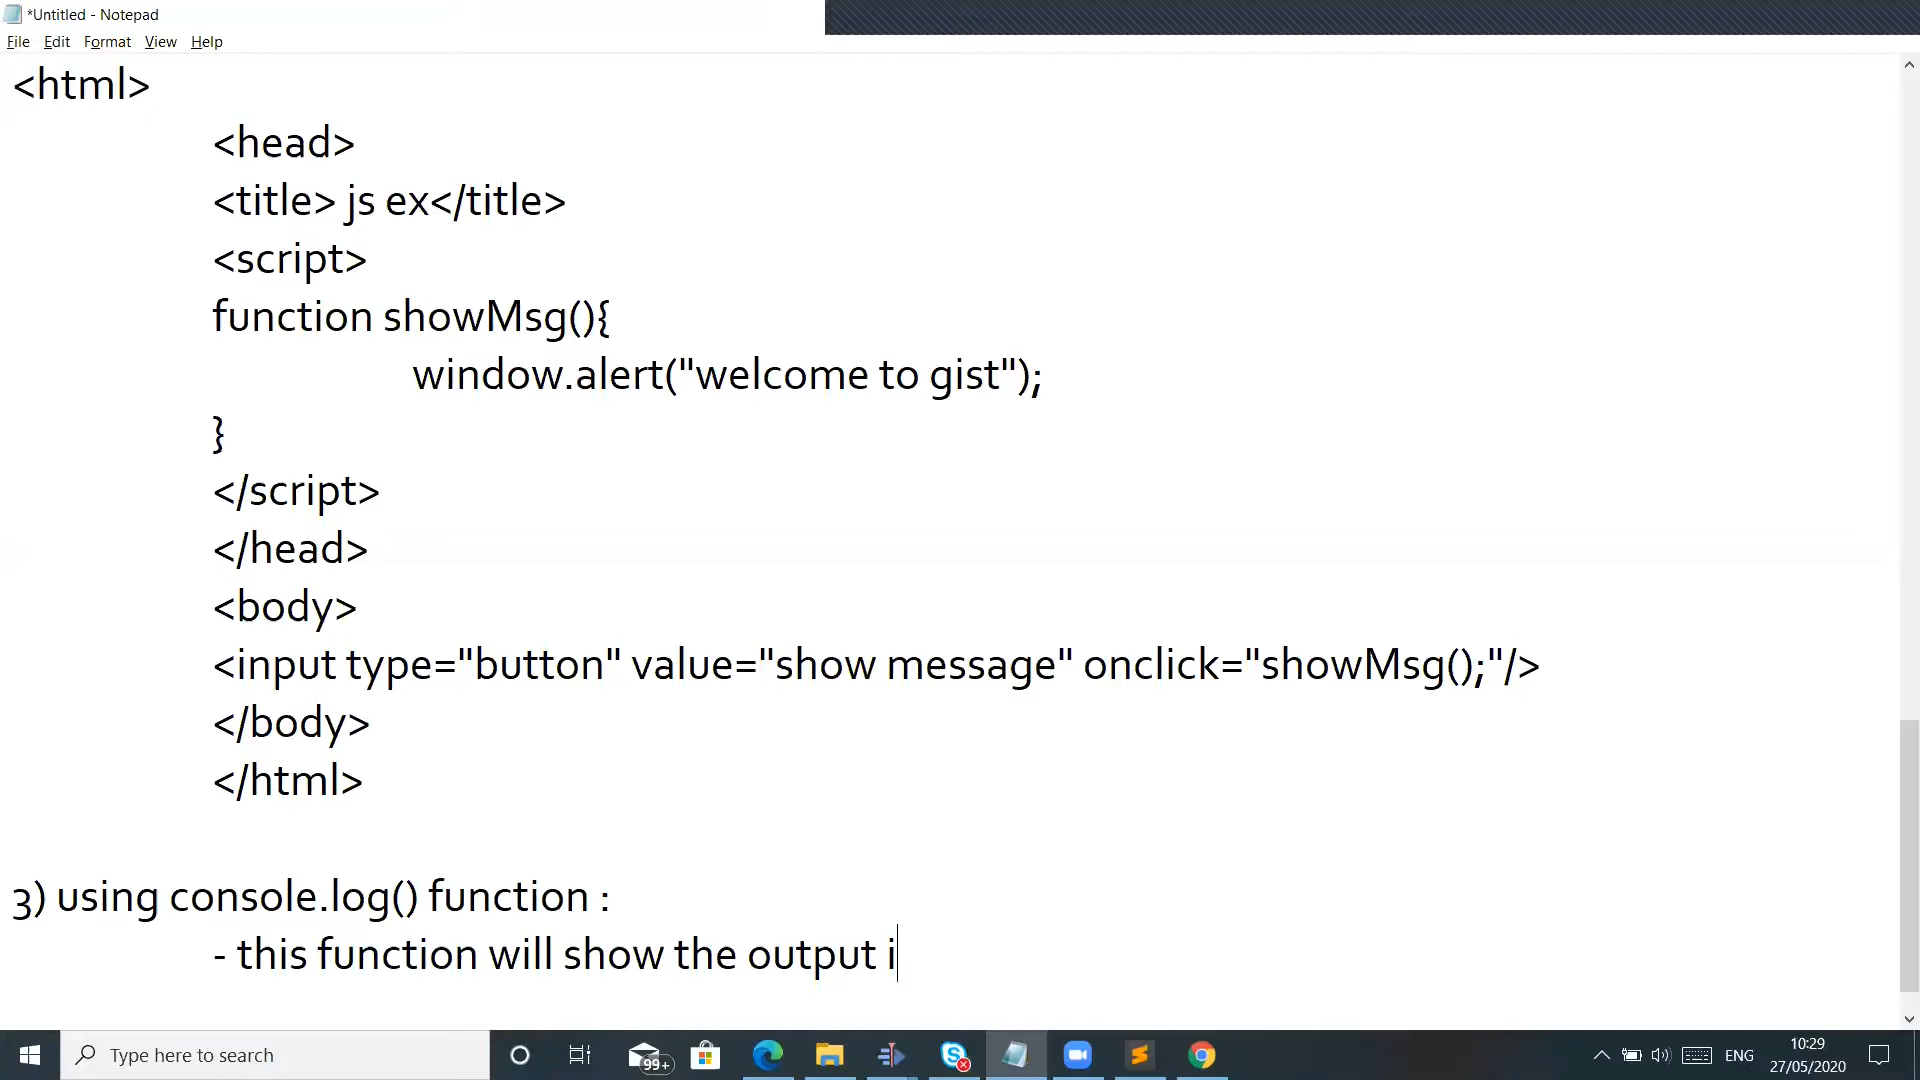 *Untitled - Notepad
File Edit Format View Help
<html>
<head>
<title> js ex</title>
<script>
function showMsg(){
window.alert("welcome to gist");
}
</script>
</head>
<body>
<input type="button" value="show message" onclick="showMsg();"/>
</body>
</html>
3) using console.log() function :
- this function will show the output i
Type here to search
99+
ENG
10:29
27/05/2020